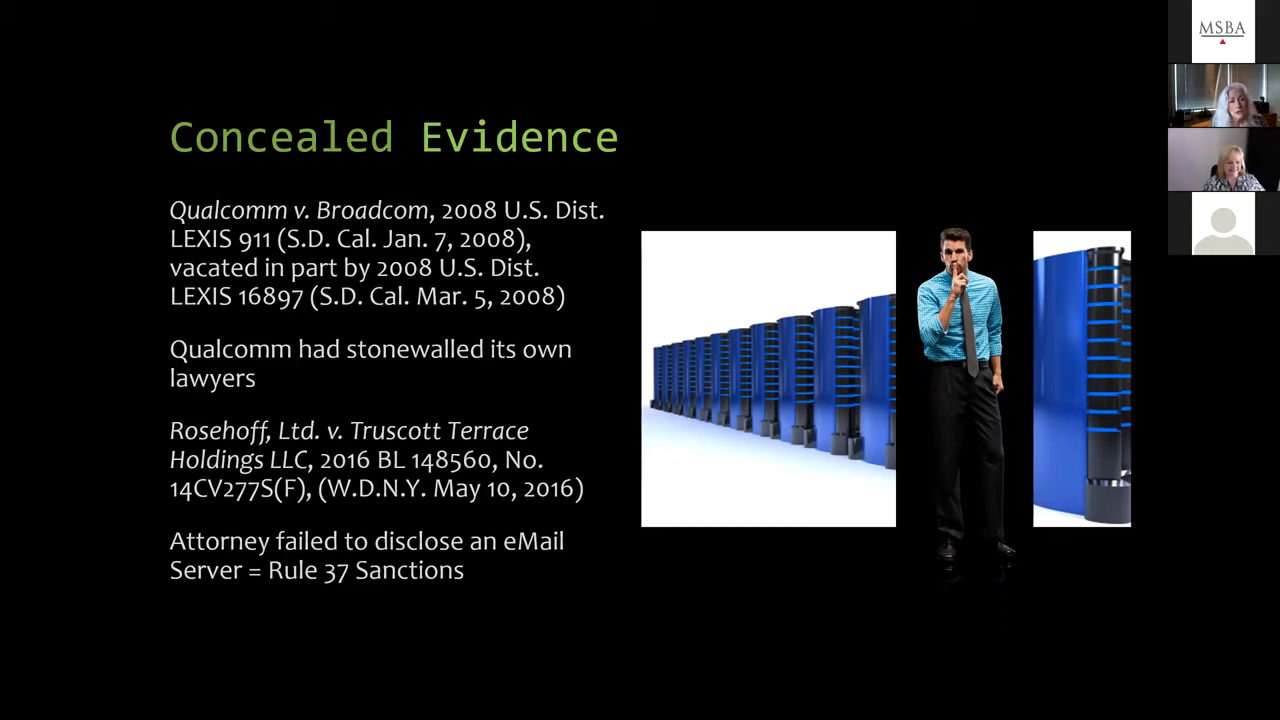 Concealed Evidence
Qualcomm v. Broadcom, 2008 U.S. Dist.
LEXIS 911 (S.D. Cal. Jan. 7, 2008),
vacated in part by 2008 U.S. Dist.
LEXIS 16897 (S.D. Cal. Mar. 5, 2008)
Qualcomm had stonewalled its own
lawyers
Rosehoff, Ltd. v. Truscott Terrace
Holdings LLC, 2016 BL 148560, No.
14CV277S(F), (W.D.N.Y. May 10, 2016)
Attorney failed to disclose an eMail
Server = Rule 37 Sanctions
MSBA